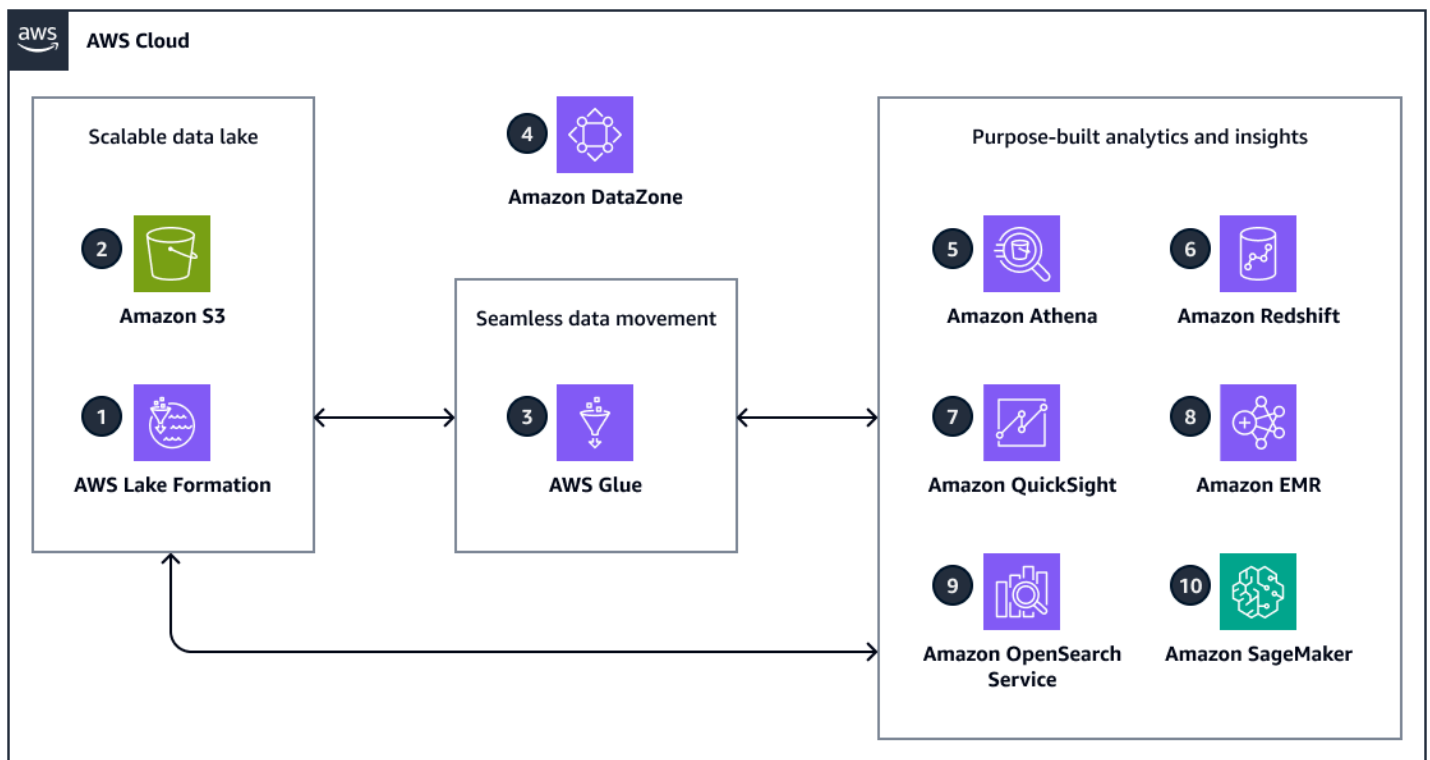 aws
AWS Cloud
Scalable data lake
2
Amazon S3
1
AWS Lake Formation
4
Amazon DataZone
Seamless data movement
3
AWS Glue
Purpose-built analytics and insights
5
Amazon Athena
6
Amazon Redshift
7
Amazon QuickSight
8
Amazon EMR
9
Amazon OpenSearch
Service
10
Amazon SageMaker